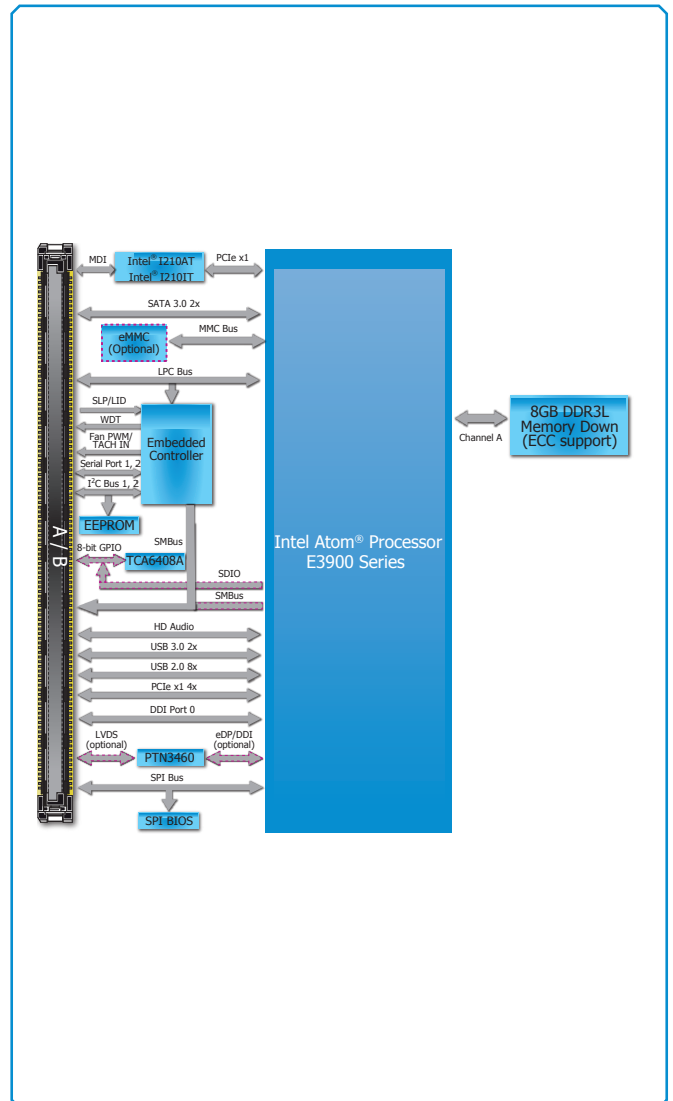 MDI
Intel® I210AT
Intel® I210IT
PCIe x1
SATA 3.0 2x
eMMC
(Optional)
MMC Bus
LPC Bus
SLP/LID
WDT
Fan PWM/
TACH IN
Serial Port 1, 2
I²C Bus 1, 2
Embedded
Controller
EEPROM
A / B
8-bit GPIO
SMBus
TCA6408A
SDIO
SMBus
HD Audio
USB 3.0 2x
USB 2.0 8x
PCIe x1 4x
DDI Port 0
LVDS
(optional)
PTN3460
eDP/DDI
(optional)
SPI Bus
SPI BIOS
Intel Atom® Processor
E3900 Series
Channel A
8GB DDR3L
Memory Down
(ECC support)